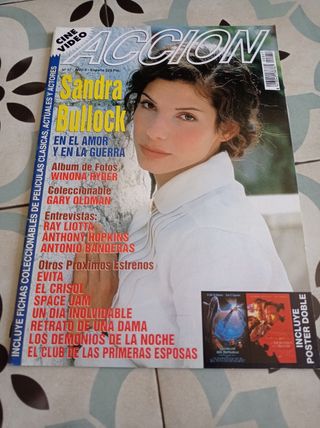 CINE
VIDEO
ACCION
Sandra
Bullock
EN EL AMOR
Y EN LA GUERRA
Album de Fotos
WINONA RYDER
Coleccionable
GARY OLDMAN
Entrevistas:
RAY LIOTTA
ANTHONY HOPKINS
ANTONIO BANDERAS
Otros Próximos Estrenos
EVITA
EL CRISOL
SPACE JAM
UN DIA INOLVIDABLE
RETRATO DE UNA DAMA
LOS DEMONIOS DE LA NOCHE
EL CLUB DE LAS PRIMERAS ESPOSAS
INCLUYE FICHAS COLECCIONABLES DE PELICULAS CLASICAS, ACTUALES Y ACTORES
INCLUYE
POSTER DOBLE